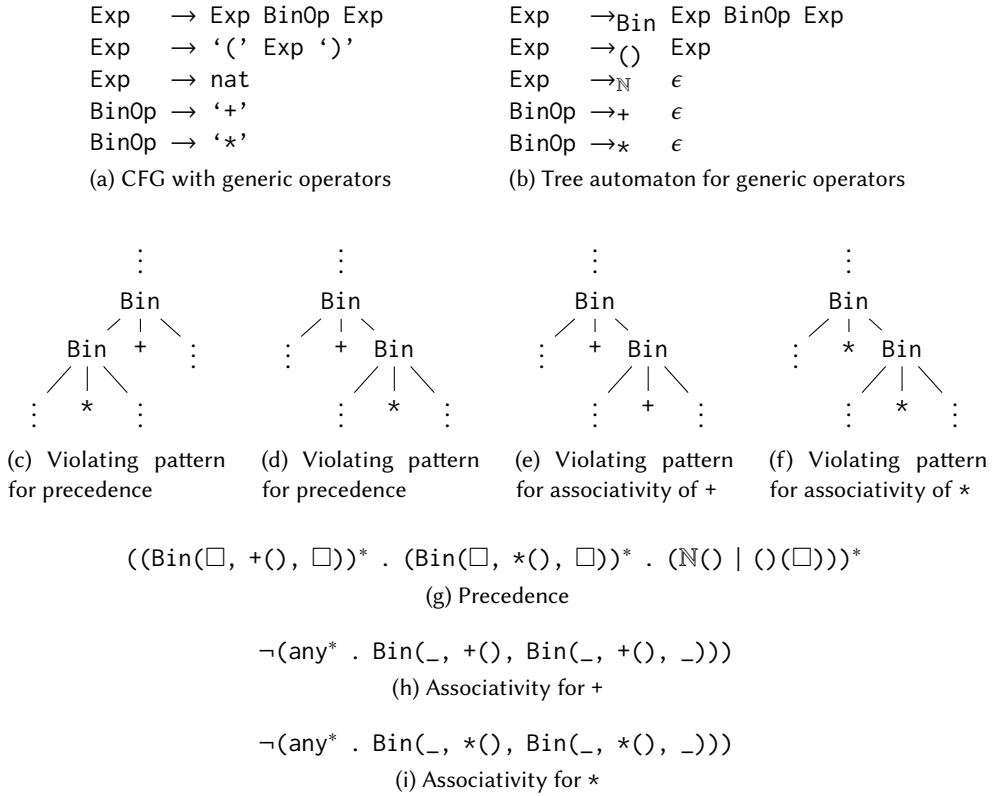 Exp → Exp BinOp Exp
Exp → ‘(’ Exp ‘)’
Exp → nat
BinOp → ‘+’
BinOp → ‘*’
(a) CFG with generic operators
Exp →Bin Exp BinOp Exp
Exp →() Exp
Exp →ℕ ϵ
BinOp →+ ϵ
BinOp →* ϵ
(b) Tree automaton for generic operators
⋮
Bin
Bin + ⋮
⋮ * ⋮
(c) Violating pattern
for precedence
⋮
Bin
⋮ + Bin
⋮ * ⋮
(d) Violating pattern
for precedence
⋮
Bin
⋮ + Bin
⋮ + ⋮
(e) Violating pattern
for associativity of +
⋮
Bin
⋮ * Bin
⋮ * ⋮
(f) Violating pattern
for associativity of *
((Bin(□, +(), □))* . (Bin(□, *(), □))* . (ℕ() | ()(□)))*
(g) Precedence
¬(any* . Bin(_, +(), Bin(_, +(), _)))
(h) Associativity for +
¬(any* . Bin(_, *(), Bin(_, *(), _)))
(i) Associativity for *